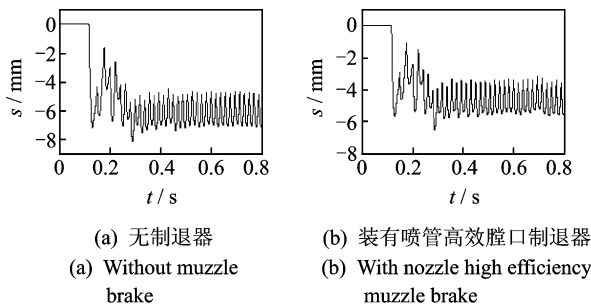 0
−2
−4
−6
−8
s / mm
0 0.2 0.4 0.6 0.8
t / s
(a) 无制退器
(a) Without muzzle
brake
0
−2
−4
−6
−8
s / mm
0 0.2 0.4 0.6 0.8
t / s
(b) 装有喷管高效膛口制退器
(b) With nozzle high efficiency
muzzle brake